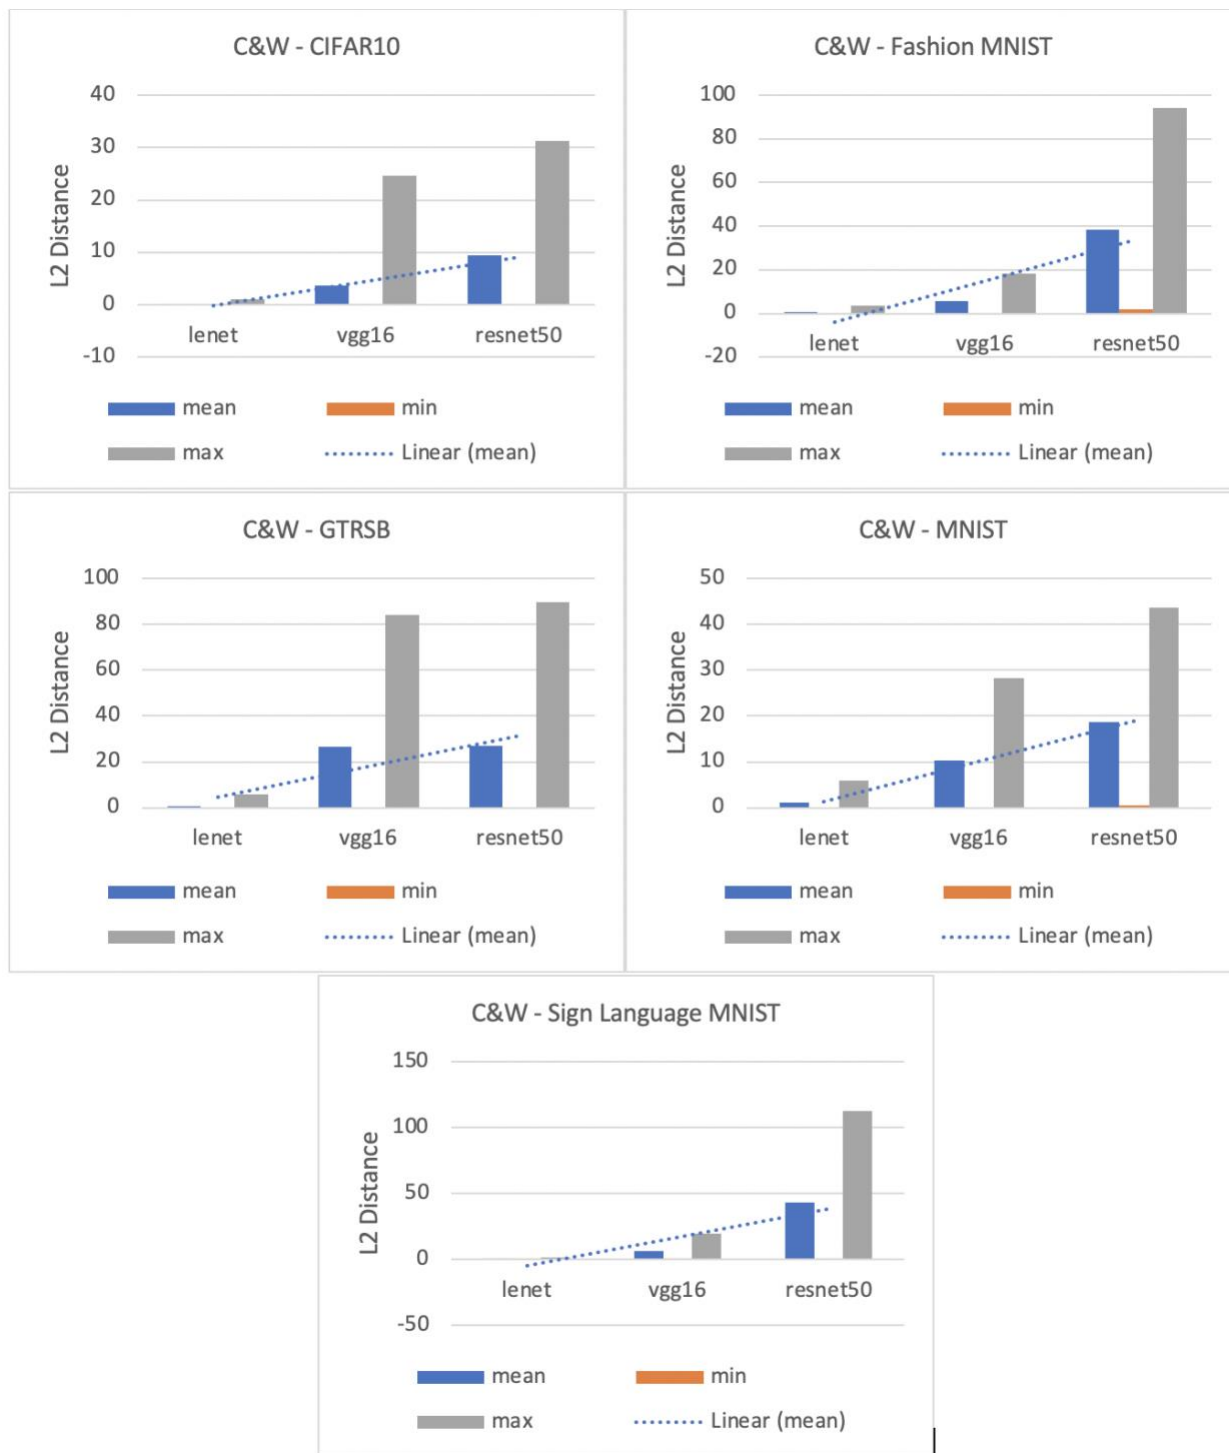 C&W - CIFAR10
40
30
20
10
0
-10
L2 Distance
lenet vgg16 resnet50
mean min
max Linear (mean)
C&W - Fashion MNIST
100
80
60
40
20
0
-20
L2 Distance
lenet vgg16 resnet50
mean min
max Linear (mean)
C&W - GTRSB
100
80
60
40
20
0
L2 Distance
lenet vgg16 resnet50
mean min
max Linear (mean)
C&W - MNIST
50
40
30
20
10
0
L2 Distance
lenet vgg16 resnet50
mean min
max Linear (mean)
C&W - Sign Language MNIST
150
100
50
0
-50
L2 Distance
lenet vgg16 resnet50
mean min
max Linear (mean)